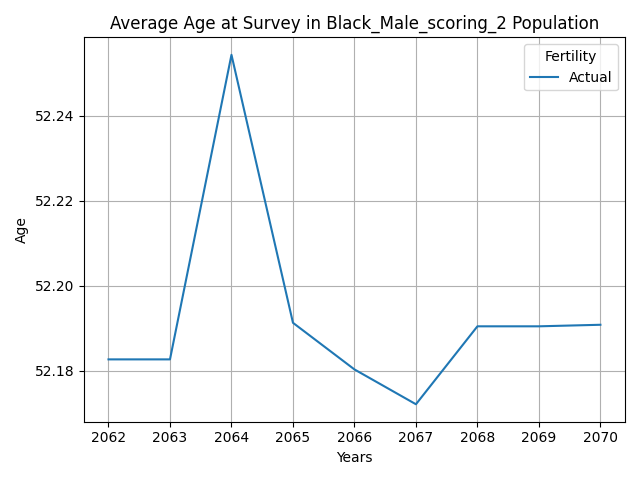 Average Age at Survey in Black_Male_scoring_2 Population
Fertility
Actual
52.24
52.22
52.20
52.18
Age
2062 2063 2064 2065 2066 2067 2068 2069 2070
Years